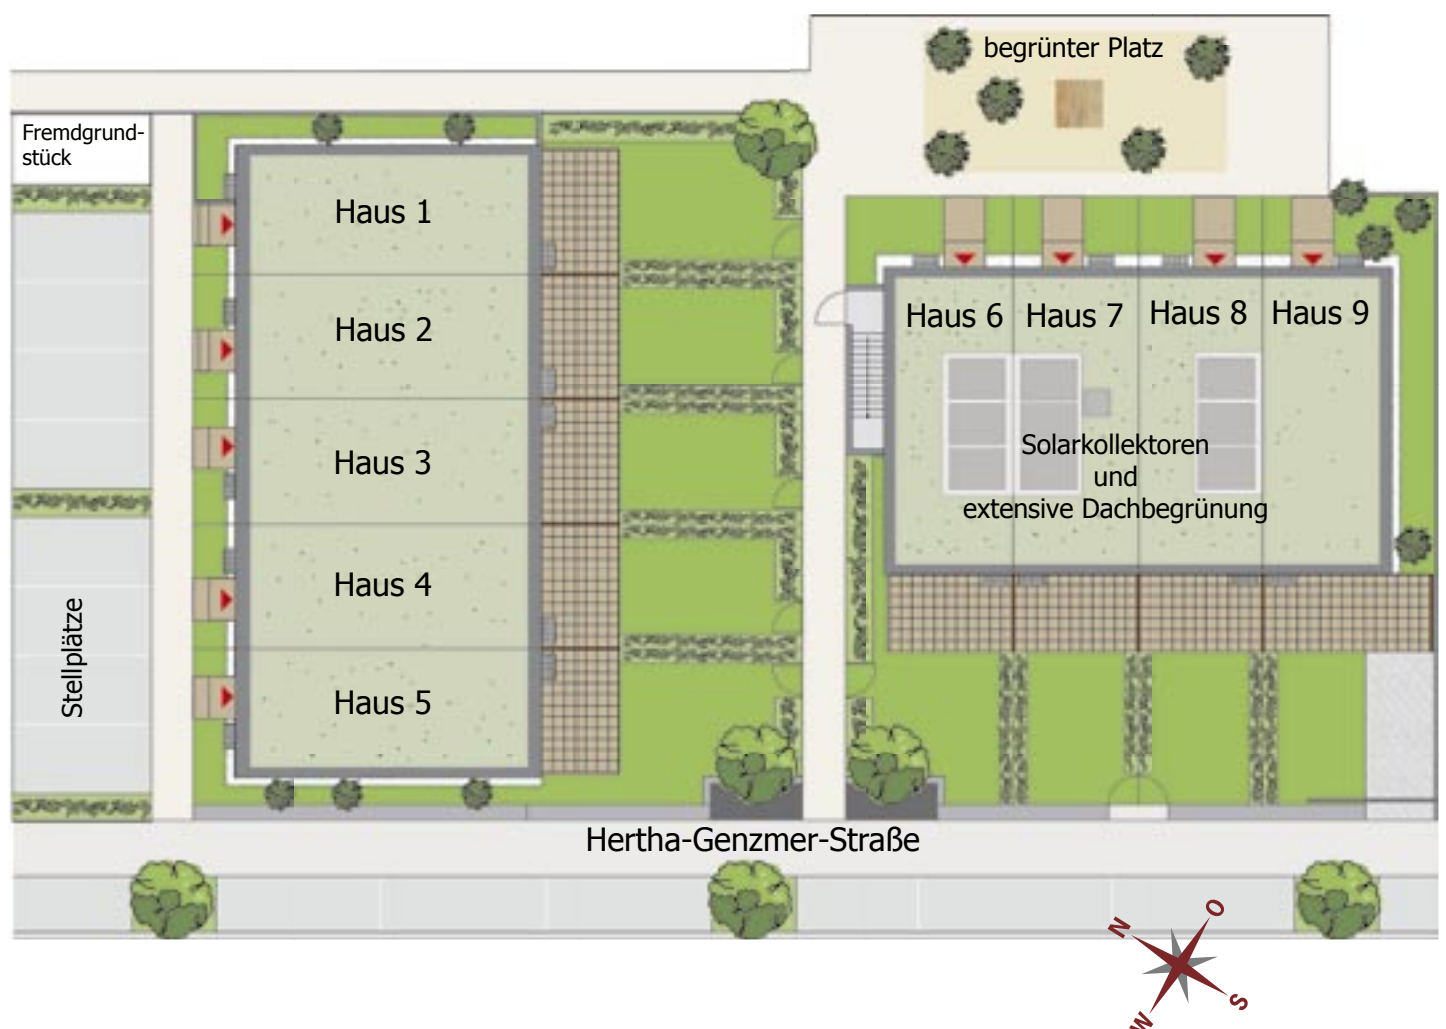 begrünter Platz
Fremdgrund-
stück
Haus 1
Haus 2
Haus 3
Haus 4
Haus 5
Haus 6
Haus 7
Haus 8
Haus 9
Solarkollektoren
und
extensive Dachbegrünung
Stellplätze
Hertha-Genzmer-Straße
N
O
S
W